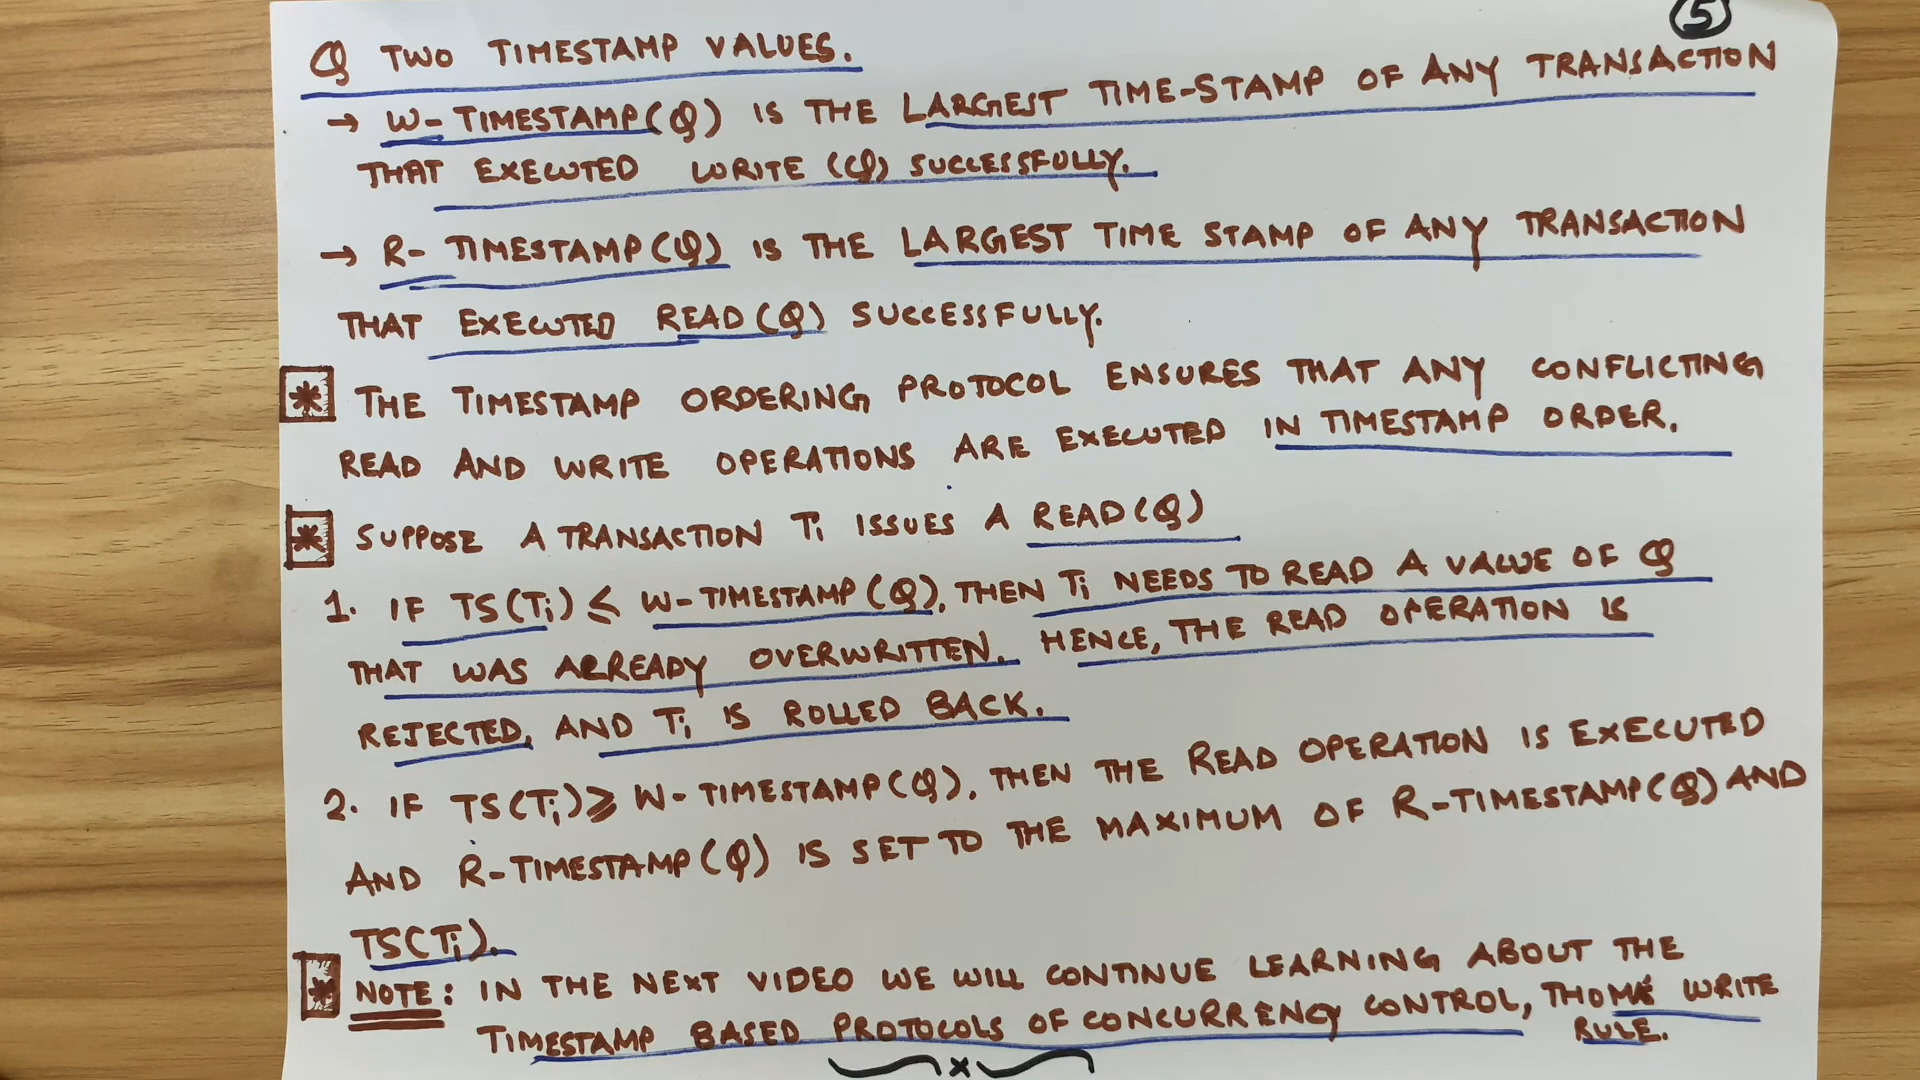 5
Q TWO TIMESTAMP VALUES.
→ W-TIMESTAMP(Q) IS THE LARGEST TIME-STAMP OF ANY TRANSACTION
THAT EXECUTED WRITE (Q) SUCCESSFULLY.
→ R-TIMESTAMP(Q) IS THE LARGEST TIME STAMP OF ANY TRANSACTION
THAT EXECUTED READ(Q) SUCCESSFULLY.
* THE TIMESTAMP ORDERING PROTOCOL ENSURES THAT ANY CONFLICTING
READ AND WRITE OPERATIONS ARE EXECUTED IN TIMESTAMP ORDER.
* SUPPOSE A TRANSACTION Ti ISSUES A READ(Q)
1. IF TS(Ti) ≤ W-TIMESTAMP(Q), THEN Ti NEEDS TO READ A VALUE OF Q
THAT WAS ALREADY OVERWRITTEN. HENCE, THE READ OPERATION IS
REJECTED, AND Ti IS ROLLED BACK.
2. IF TS(Ti) ≥ W-TIMESTAMP(Q), THEN THE READ OPERATION IS EXECUTED
AND R-TIMESTAMP(Q) IS SET TO THE MAXIMUM OF R-TIMESTAMP(Q) AND
TS(Ti).
* NOTE: IN THE NEXT VIDEO WE WILL CONTINUE LEARNING ABOUT THE
TIMESTAMP BASED PROTOCOLS OF CONCURRENCY CONTROL, WRITE
RULE.
x